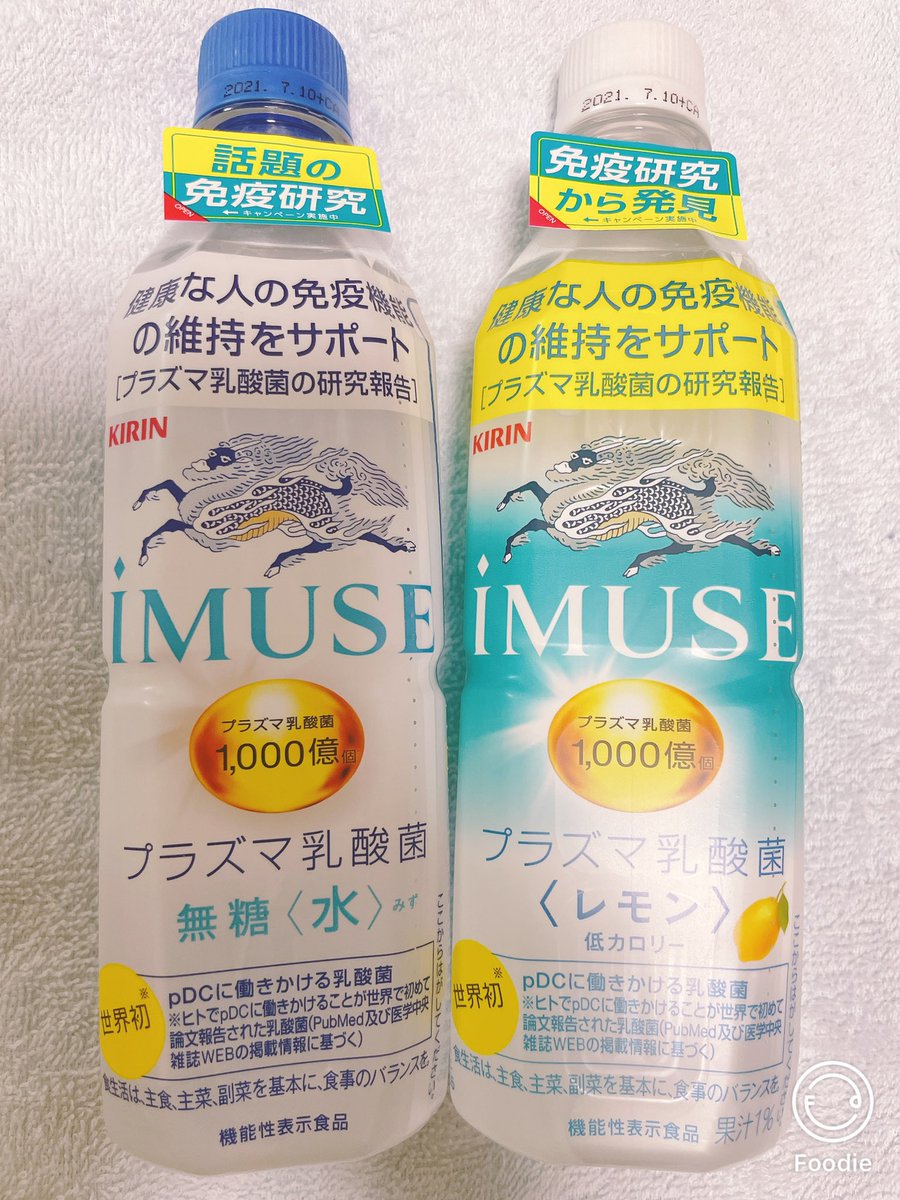 2021. 7.10+CA
話題の
免疫研究
OPEN
←キャンペーン実施中
健康な人の免疫機能
の維持をサポート
[プラズマ乳酸菌の研究報告]
KIRIN
iMUSE
プラズマ乳酸菌
1,000億個
プラズマ乳酸菌
無糖〈水〉みず
世界初※
pDCに働きかける乳酸菌
※ヒトでpDCに働きかけることが世界で初めて
論文報告された乳酸菌(PubMed及び医学中央
雑誌WEBの掲載情報に基づく)
食生活は、主食、主菜、副菜を基本に、食事のバランスを。
機能性表示食品
2021. 7.10+CA
免疫研究
から発見
OPEN
←キャンペーン実施中
健康な人の免疫機能
の維持をサポート
[プラズマ乳酸菌の研究報告]
KIRIN
iMUSE
プラズマ乳酸菌
1,000億個
プラズマ乳酸菌
〈レモン〉
低カロリー
世界初※
pDCに働きかける乳酸菌
※ヒトでpDCに働きかけることが世界で初めて
論文報告された乳酸菌(PubMed及び医学中央
雑誌WEBの掲載情報に基づく)
食生活は、主食、主菜、副菜を基本に、食事のバランスを
機能性表示食品 果汁1%
Foodie